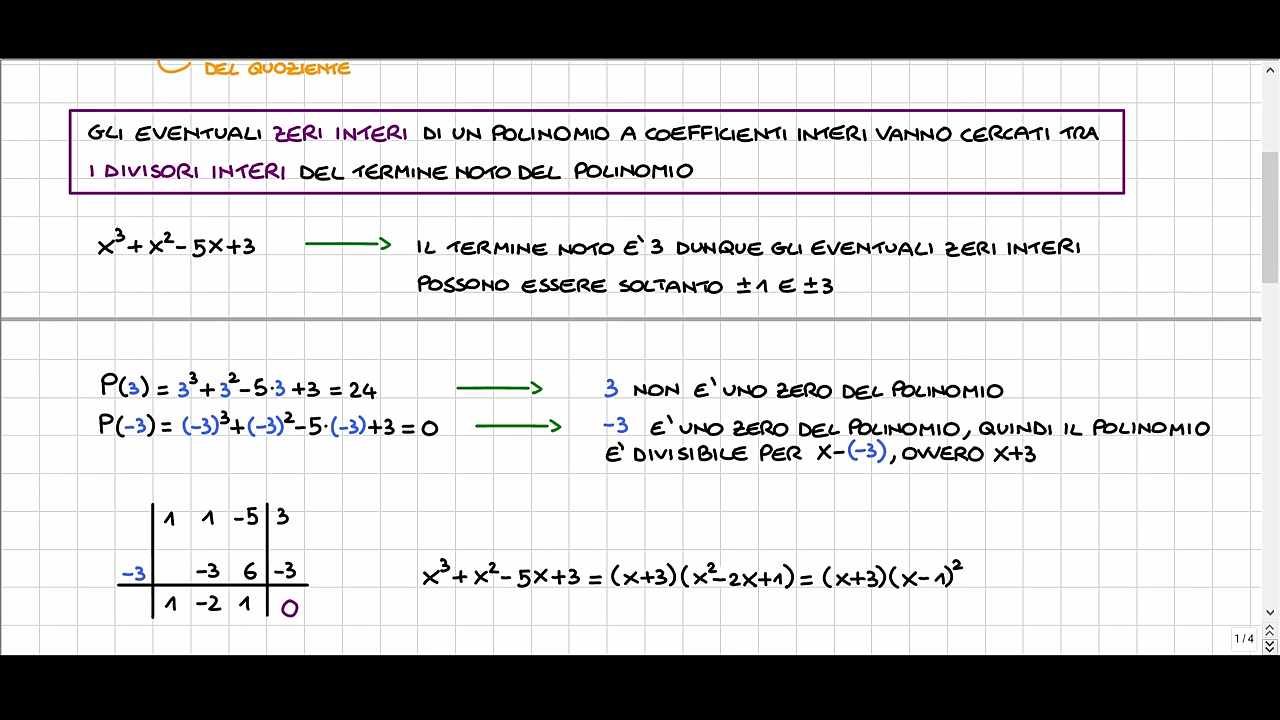 DEL QUOZIENTE
GLI EVENTUALI ZERI INTERI DI UN POLINOMIO A COEFFICIENTI INTERI VANNO CERCATI TRA
I DIVISORI INTERI DEL TERMINE NOTO DEL POLINOMIO
x³+x²-5x+3 → IL TERMINE NOTO E' 3 DUNQUE GLI EVENTUALI ZERI INTERI
POSSONO ESSERE SOLTANTO ±1 E ±3
P(3) = 3³+3²-5·3+3 = 24 → 3 NON E' UNO ZERO DEL POLINOMIO
P(-3) = (-3)³+(-3)²-5·(-3)+3 = 0 → -3 E' UNO ZERO DEL POLINOMIO, QUINDI IL POLINOMIO
E' DIVISIBILE PER X-(-3), OVVERO X+3
1 1 -5 3
-3 -3 6 -3
1 -2 1 0
x³+x²-5x+3 = (x+3)(x²-2x+1) = (x+3)(x-1)²
1/4